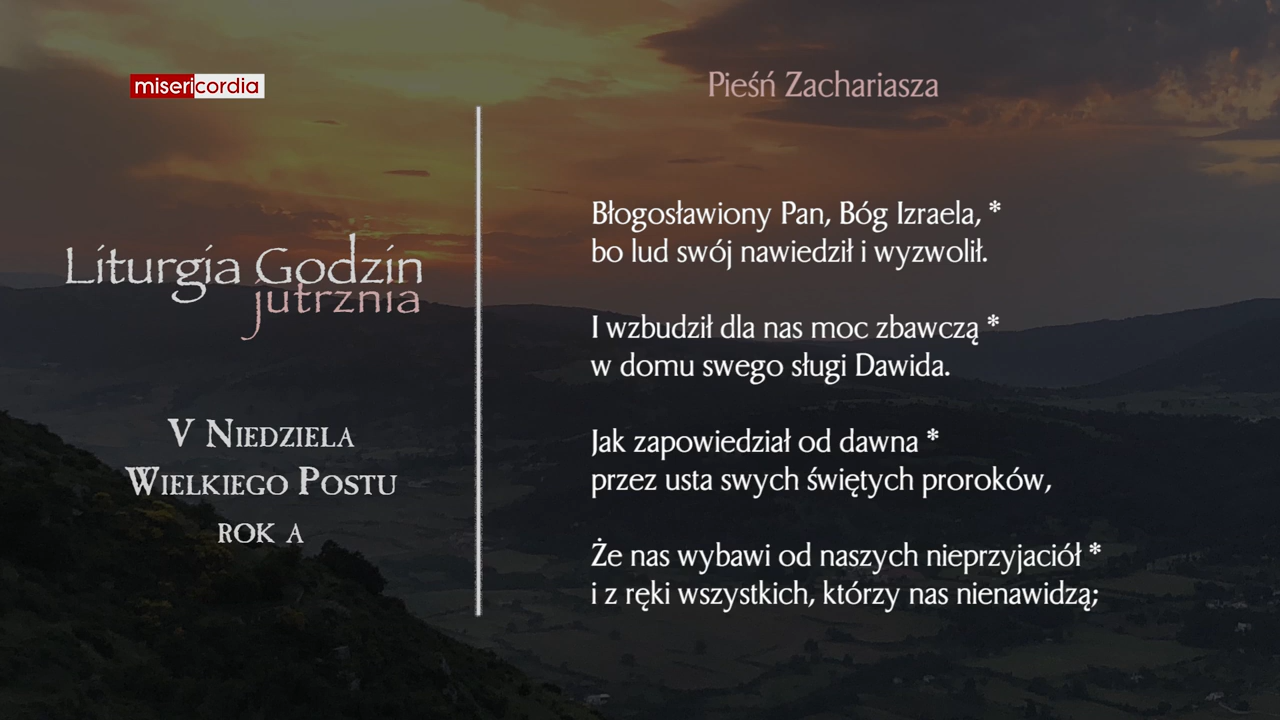 misericordia
Liturgia Godzin
jutrznia
V Niedziela
Wielkiego Postu
rok a
Pieśń Zachariasza
Błogosławiony Pan, Bóg Izraela, *
bo lud swój nawiedził i wyzwolił.
I wzbudził dla nas moc zbawczą *
w domu swego sługi Dawida.
Jak zapowiedział od dawna *
przez usta swych świętych proroków,
Że nas wybawi od naszych nieprzyjaciół *
i z ręki wszystkich, którzy nas nienawidzą;